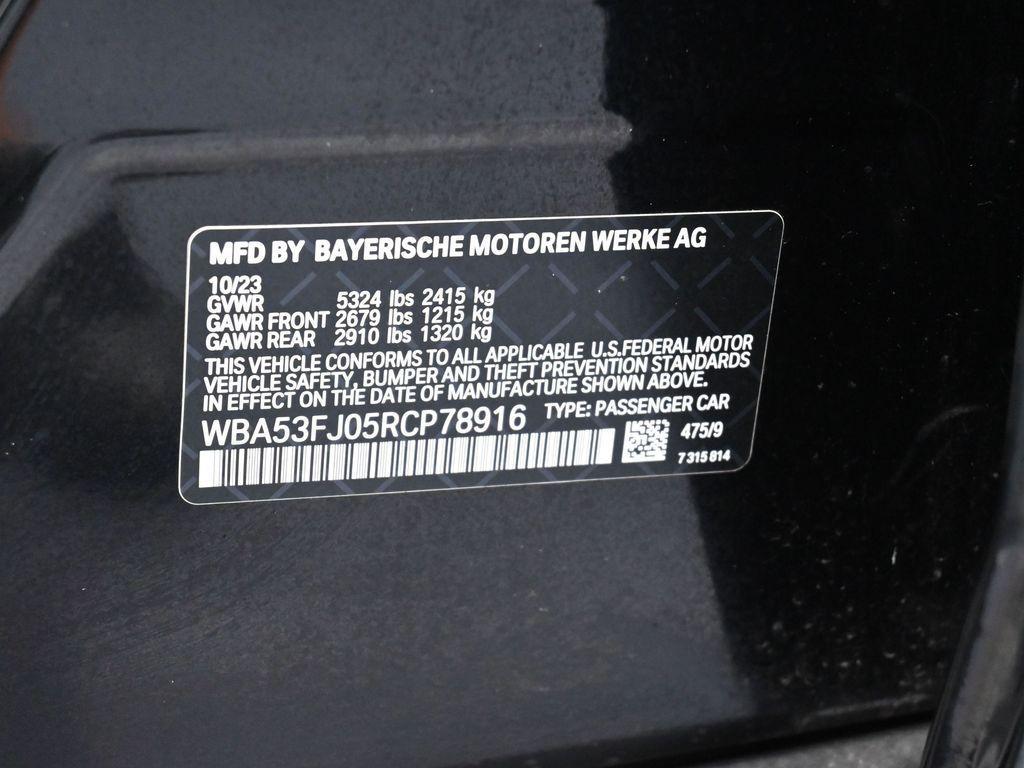 MFD BY BAYERISCHE MOTOREN WERKE AG
10/23
GVWR 5324 lbs 2415 kg
GAWR FRONT 2679 lbs 1215 kg
GAWR REAR 2910 lbs 1320 kg
THIS VEHICLE CONFORMS TO ALL APPLICABLE U.S.FEDERAL MOTOR
VEHICLE SAFETY, BUMPER AND THEFT PREVENTION STANDARDS
IN EFFECT ON THE DATE OF MANUFACTURE SHOWN ABOVE.
WBA53FJ05RCP78916 TYPE: PASSENGER CAR
475/9
7 315 814